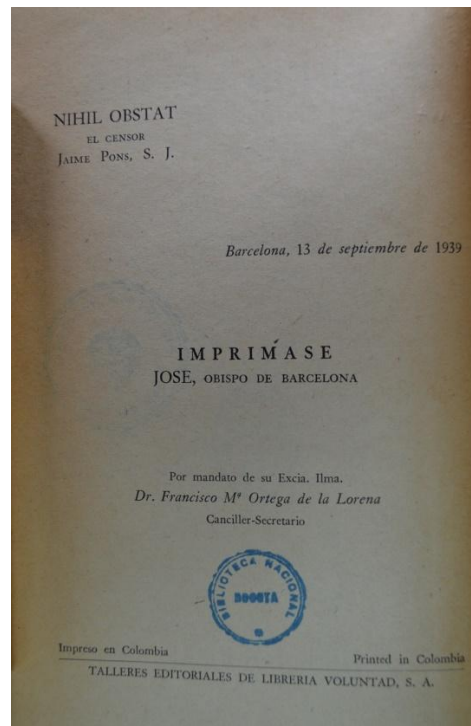 NIHIL OBSTAT
EL CENSOR
JAIME PONS, S. J.
Barcelona, 13 de septiembre de 1939
IMPRIMASE
JOSE, OBISPO DE BARCELONA
Por mandato de su Excia. Ilma.
Dr. Francisco Mª Ortega de la Lorena
Canciller-Secretario
BIBLIOTECA NACIONAL
BOGOTA
Impreso en Colombia
Printed in Colombia
TALLERES EDITORIALES DE LIBRERIA VOLUNTAD, S. A.